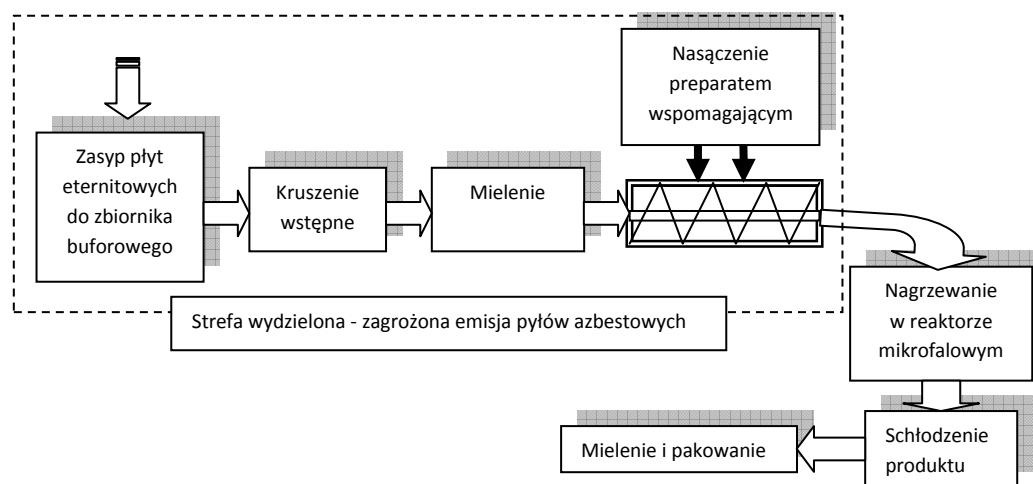 Nasączenie
preparatem
wspomagającym
Zasyp płyt
eternitowych
do zbiornika
buforowego
Kruszenie
wstępne
Mielenie
Strefa wydzielona - zagrożona emisja pyłów azbestowych
Nagrzewanie
w reaktorze
mikrofalowym
Schłodzenie
produktu
Mielenie i pakowanie